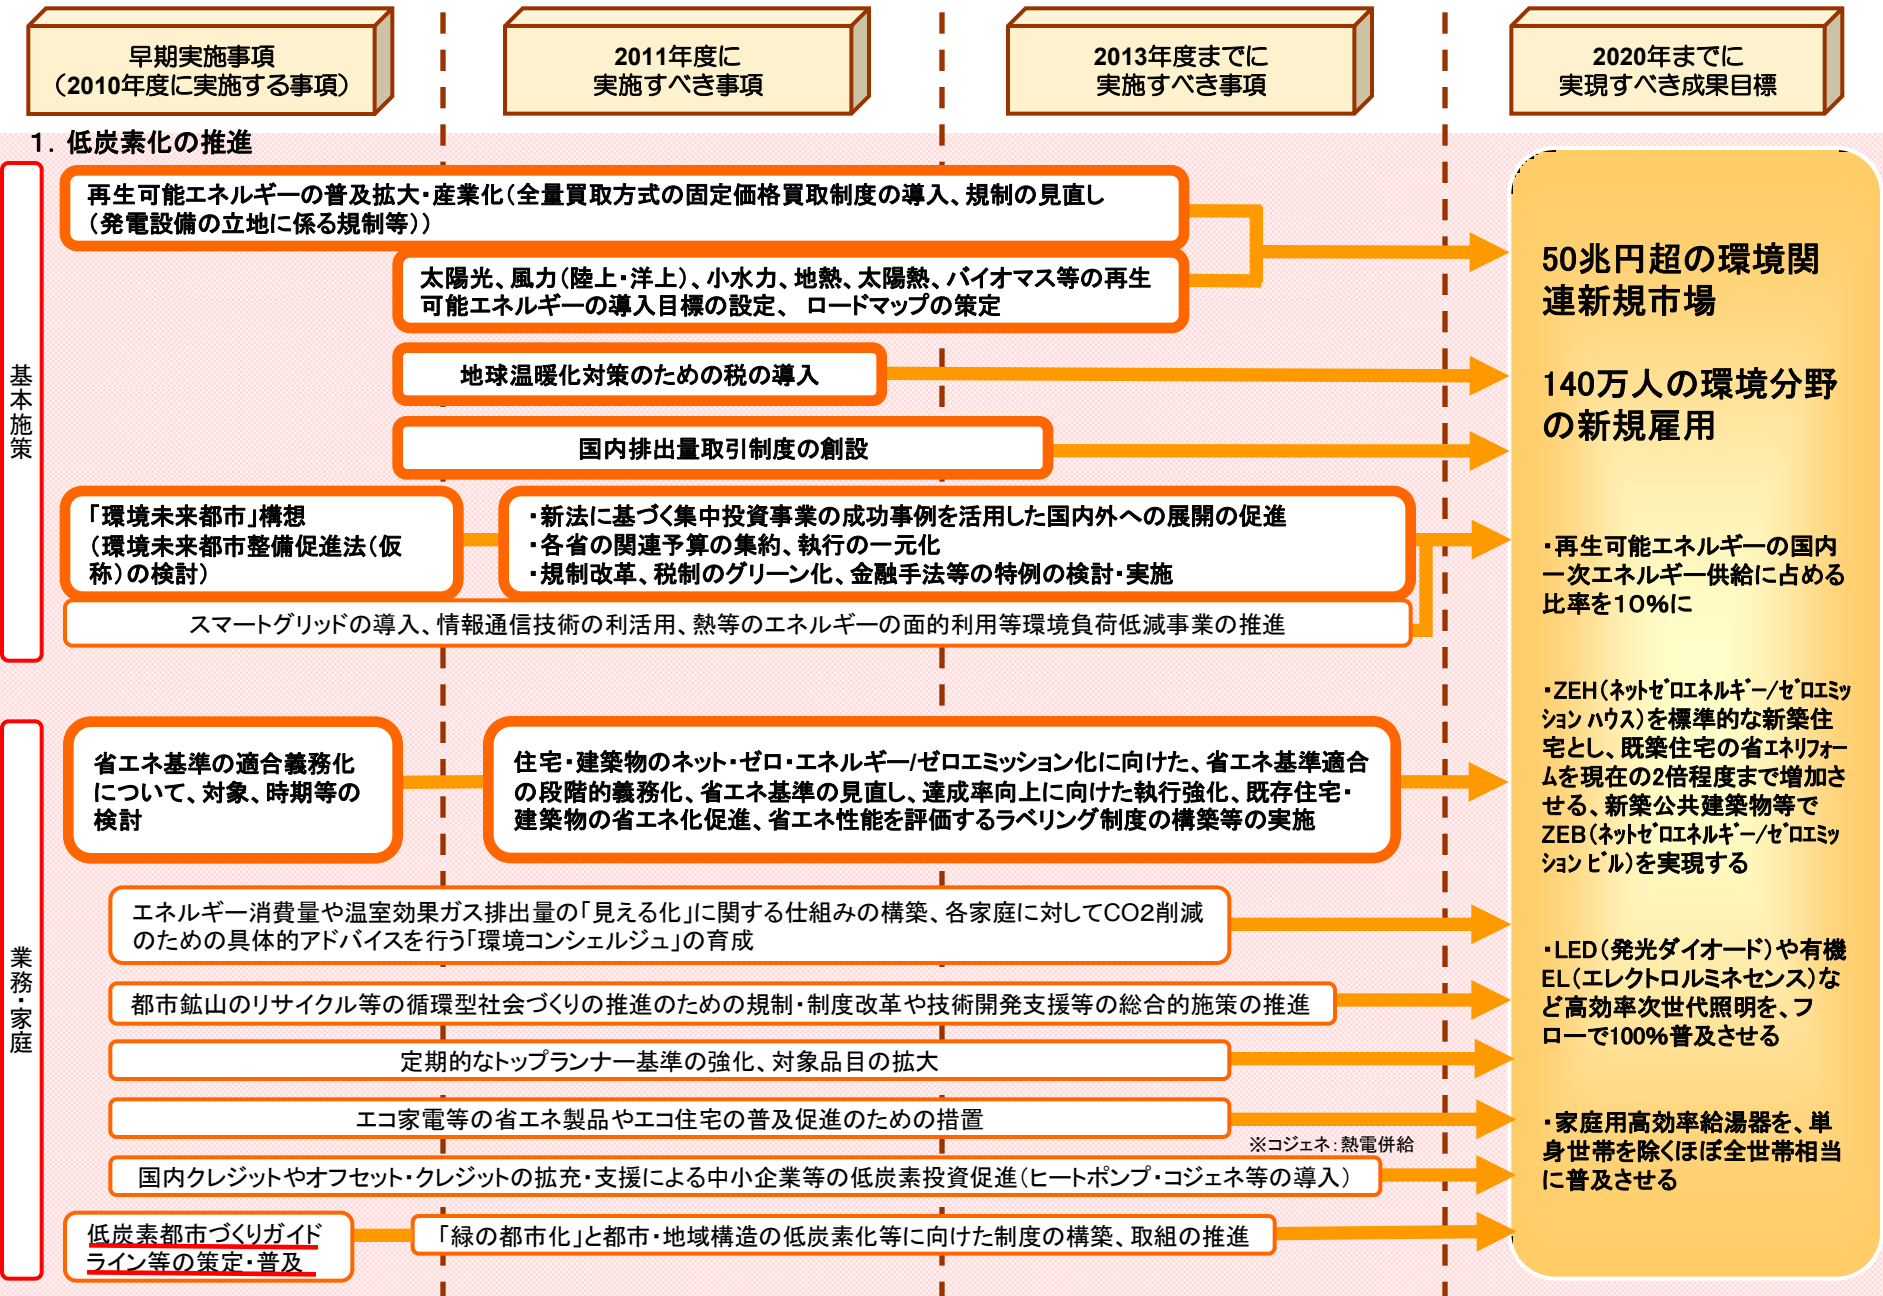 早期実施事項
（2010年度に実施する事項）
2011年度に
実施すべき事項
2013年度までに
実施すべき事項
2020年までに
実現すべき成果目標
１．低炭素化の推進
基本施策
再生可能エネルギーの普及拡大・産業化（全量買取方式の固定価格買取制度の導入、規制の見直し
（発電設備の立地に係る規制等））
太陽光、風力（陸上・洋上）、小水力、地熱、太陽熱、バイオマス等の再生
可能エネルギーの導入目標の設定、 ロードマップの策定
地球温暖化対策のための税の導入
国内排出量取引制度の創設
「環境未来都市」構想
（環境未来都市整備促進法（仮
称）の検討）
・新法に基づく集中投資事業の成功事例を活用した国内外への展開の促進
・各省の関連予算の集約、執行の一元化
・規制改革、税制のグリーン化、金融手法等の特例の検討・実施
スマートグリッドの導入、情報通信技術の利活用、熱等のエネルギーの面的利用等環境負荷低減事業の推進
業務・家庭
省エネ基準の適合義務化
について、対象、時期等の
検討
住宅・建築物のネット・ゼロ・エネルギー/ゼロエミッション化に向けた、省エネ基準適合
の段階的義務化、省エネ基準の見直し、達成率向上に向けた執行強化、既存住宅・
建築物の省エネ化促進、省エネ性能を評価するラベリング制度の構築等の実施
エネルギー消費量や温室効果ガス排出量の「見える化」に関する仕組みの構築、各家庭に対してCO2削減
のための具体的アドバイスを行う「環境コンシェルジュ」の育成
都市鉱山のリサイクル等の循環型社会づくりの推進のための規制・制度改革や技術開発支援等の総合的施策の推進
定期的なトップランナー基準の強化、対象品目の拡大
エコ家電等の省エネ製品やエコ住宅の普及促進のための措置
※コジェネ：熱電併給
国内クレジットやオフセット・クレジットの拡充・支援による中小企業等の低炭素投資促進（ヒートポンプ・コジェネ等の導入）
低炭素都市づくりガイド
ライン等の策定・普及
「緑の都市化」と都市・地域構造の低炭素化等に向けた制度の構築、取組の推進
50兆円超の環境関
連新規市場
140万人の環境分野
の新規雇用
・再生可能エネルギーの国内
一次エネルギー供給に占める
比率を10%に
・ZEH（ﾈｯﾄｾﾞﾛｴﾈﾙｷﾞｰ/ｾﾞﾛｴﾐｯ
ｼｮﾝ ﾊｳｽ）を標準的な新築住
宅とし、既築住宅の省ｴﾈﾘﾌｫｰ
ﾑを現在の2倍程度まで増加さ
せる、新築公共建築物等で
ZEB（ﾈｯﾄｾﾞﾛｴﾈﾙｷﾞｰ/ｾﾞﾛｴﾐｯ
ｼｮﾝ ﾋﾞﾙ）を実現する
・LED（発光ダイオード）や有機
EL（エレクトロルミネセンス）な
ど高効率次世代照明を、フ
ローで100%普及させる
・家庭用高効率給湯器を、単
身世帯を除くほぼ全世帯相当
に普及させる